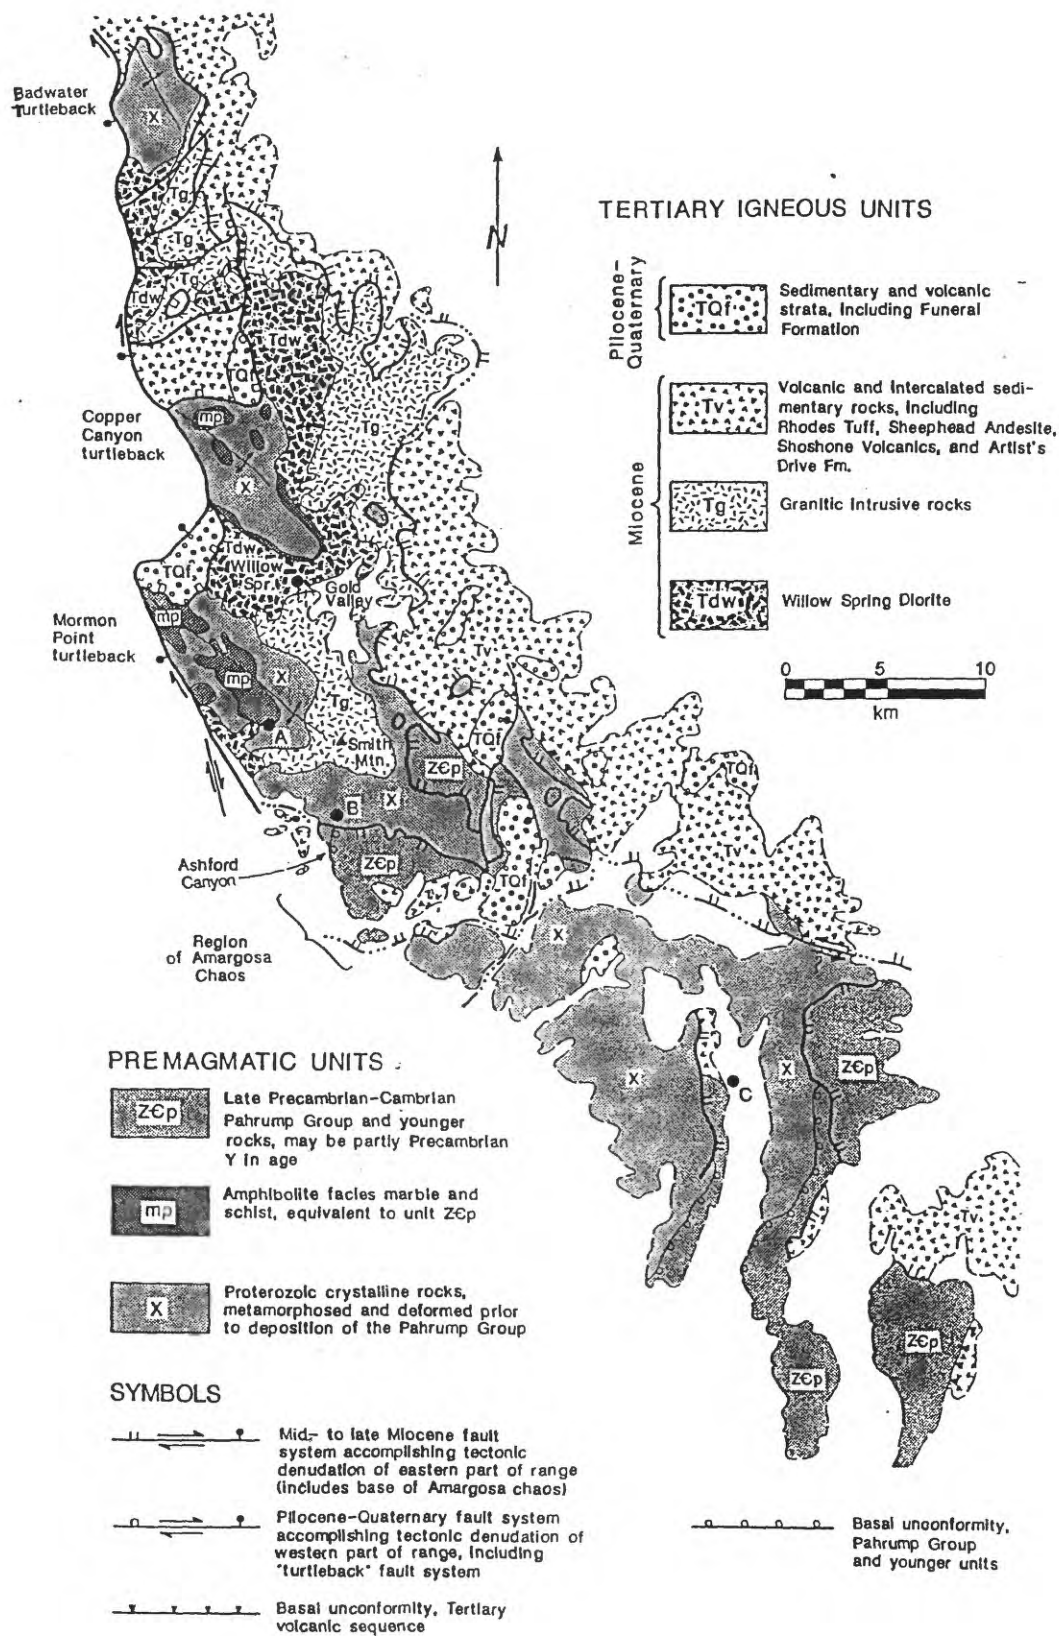 Badwater
Turtleback
X
Tg
Tg
Tg
Tdw
Tdw
TQf
N
Copper
Canyon
turtleback
mp
X
Tg
Tdw
Willow
Spr.
TQf
Gold
Valley
Mormon
Point
turtleback
mp
mp
X
A
Tg
Smith
Mtn.
Tv
TQf
ZЄp
TQf
B
X
Ashford
Canyon
ZЄp
TQf
Tv
Region
of Amargosa
Chaos
X
X
C
X
ZЄp
Tv
ZЄp
ZЄp
TERTIARY IGNEOUS UNITS
Pliocene-
Quaternary
TQf
Sedimentary and volcanic
strata, including Funeral
Formation
Miocene
Tv
Volcanic and intercalated sedi-
mentary rocks, including
Rhodes Tuff, Sheephead Andesite,
Shoshone Volcanics, and Artist's
Drive Fm.
Tg
Granitic intrusive rocks
Tdw
Willow Spring Diorite
0 5 10
km
PREMAGMATIC UNITS
ZЄp
Late Precambrian-Cambrian
Pahrump Group and younger
rocks, may be partly Precambrian
Y in age
mp
Amphibolite facies marble and
schist, equivalent to unit ZЄp
X
Proterozoic crystalline rocks,
metamorphosed and deformed prior
to deposition of the Pahrump Group
SYMBOLS
Mid- to late Miocene fault
system accomplishing tectonic
denudation of eastern part of range
(includes base of Amargosa chaos)
Pliocene-Quaternary fault system
accomplishing tectonic denudation of
western part of range, including
"turtleback" fault system
Basal unconformity, Tertiary
volcanic sequence
Basal unconformity,
Pahrump Group
and younger units